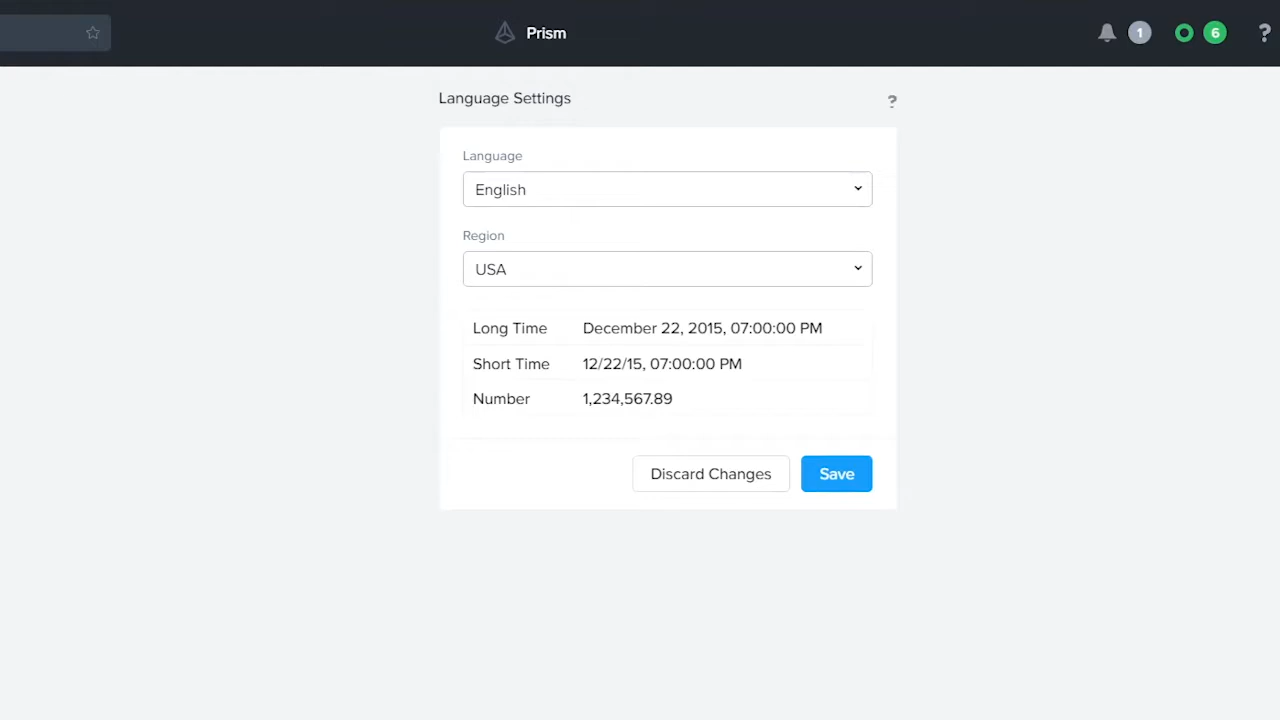 Prism
1
6
?
Language Settings
?
Language
English
Region
USA
Long Time December 22, 2015, 07:00:00 PM
Short Time 12/22/15, 07:00:00 PM
Number 1,234,567.89
Discard Changes Save